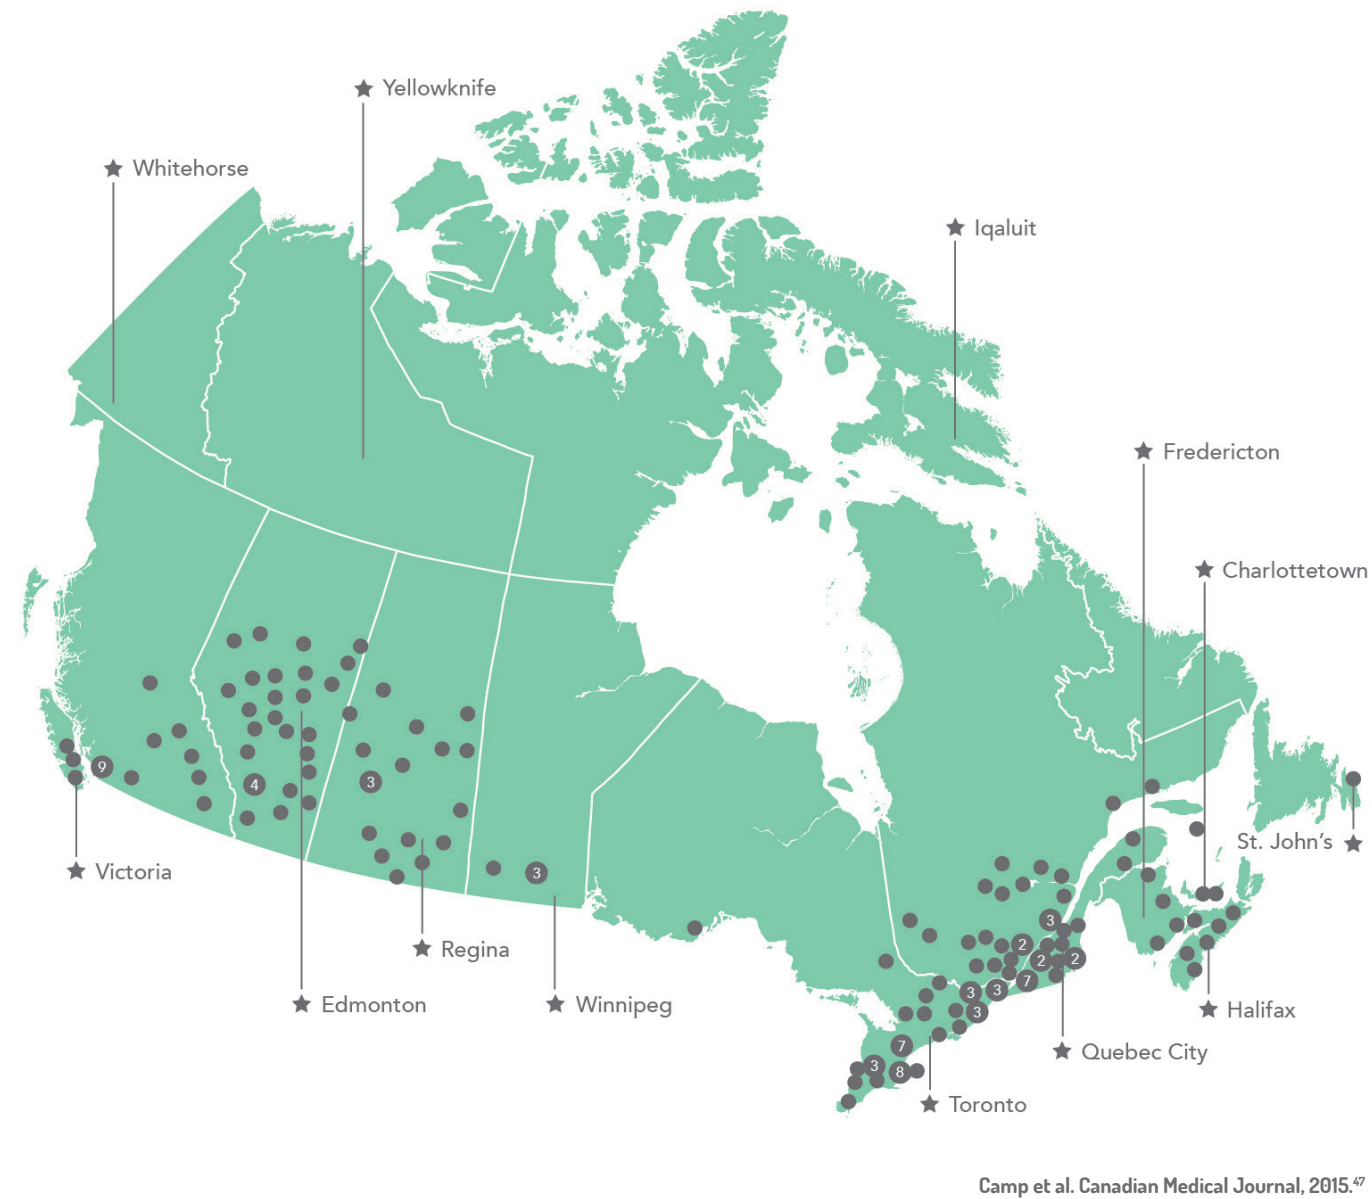 Yellowknife
Whitehorse
Iqaluit
Fredericton
Charlottetown
9
4
3
St. John's
Victoria
3
3
Regina
2
2
2
Edmonton
Winnipeg
7
3
3
3
Halifax
7
Quebec City
3
8
Toronto
Camp et al. Canadian Medical Journal, 2015.47